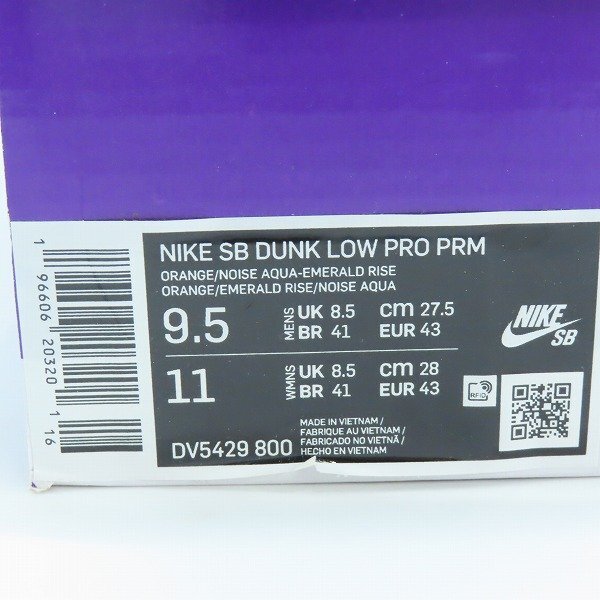 NIKE SB DUNK LOW PRO PRM
ORANGE/NOISE AQUA-EMERALD RISE
ORANGE/EMERALD RISE/NOISE AQUA
9.5 MENS UK 8.5 cm 27.5
BR 41 EUR 43
11 WMNS UK 8.5 cm 28
BR 41 EUR 43
NIKE SB
RFID
DV5429 800
MADE IN VIETNAM /
FABRIQUE AU VIETNAM /
FABRICADO NO VIETNÃ /
HECHO EN VIETNAM
1 96606 20320 1 16